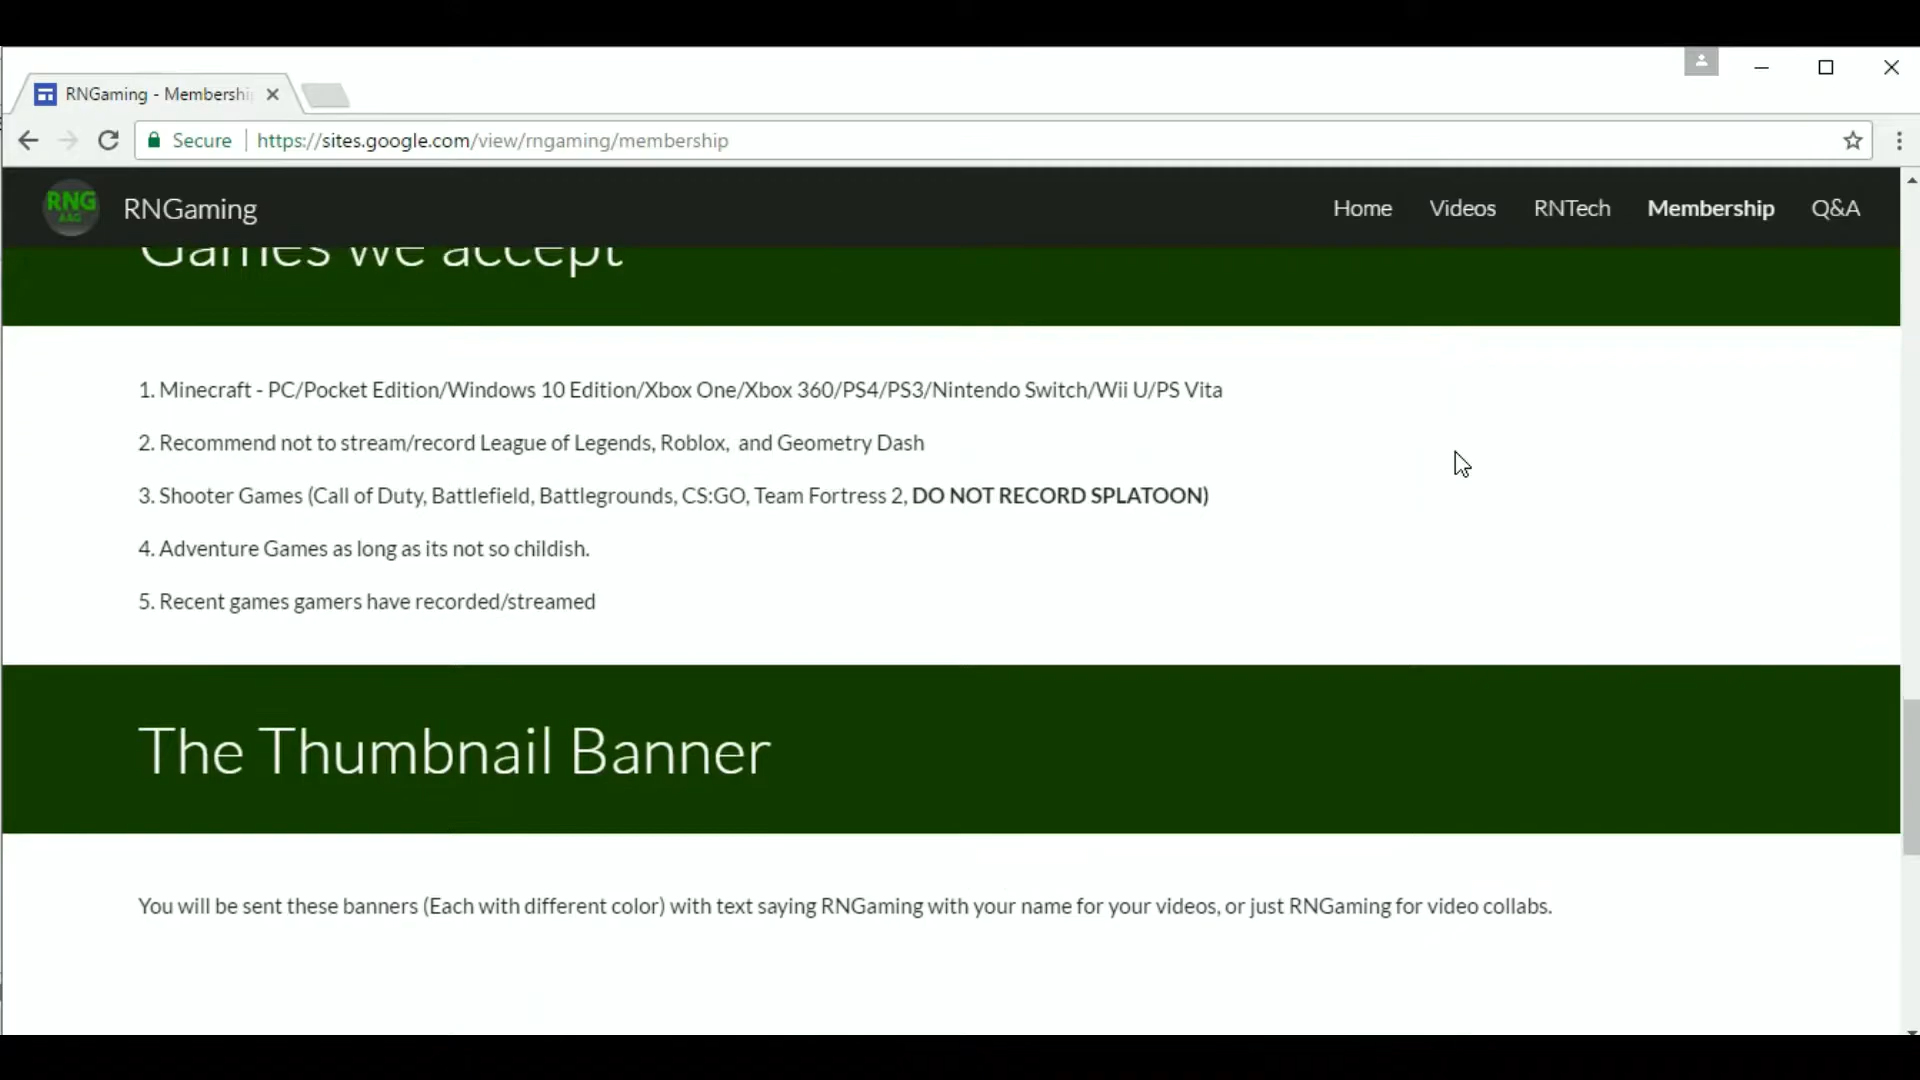 RNGaming - Membershi
Secure
https://sites.google.com/view/rngaming/membership
RNG
RNGaming
Home
Videos
RNTech
Membership
Q&A
Games we accept
1. Minecraft - PC/Pocket Edition/Windows 10 Edition/Xbox One/Xbox 360/PS4/PS3/Nintendo Switch/Wii U/PS Vita
2. Recommend not to stream/record League of Legends, Roblox,  and Geometry Dash
3. Shooter Games (Call of Duty, Battlefield, Battlegrounds, CS:GO, Team Fortress 2, DO NOT RECORD SPLATOON)
4. Adventure Games as long as its not so childish.
5. Recent games gamers have recorded/streamed
The Thumbnail Banner
You will be sent these banners (Each with different color) with text saying RNGaming with your name for your videos, or just RNGaming for video collabs.